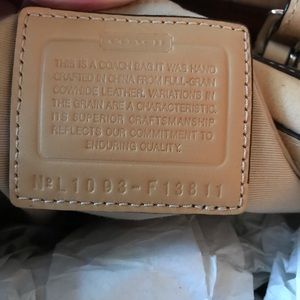 COACH
THIS IS A COACH BAG.IT WAS HAND
CRAFTED IN CHINA FROM FULL-GRAIN
COWHIDE LEATHER. VARIATIONS IN
THE GRAIN ARE A CHARACTERISTIC.
ITS SUPERIOR CRAFTSMANSHIP
REFLECTS OUR COMMITMENT TO
ENDURING QUALITY.
NºL1093-F13811